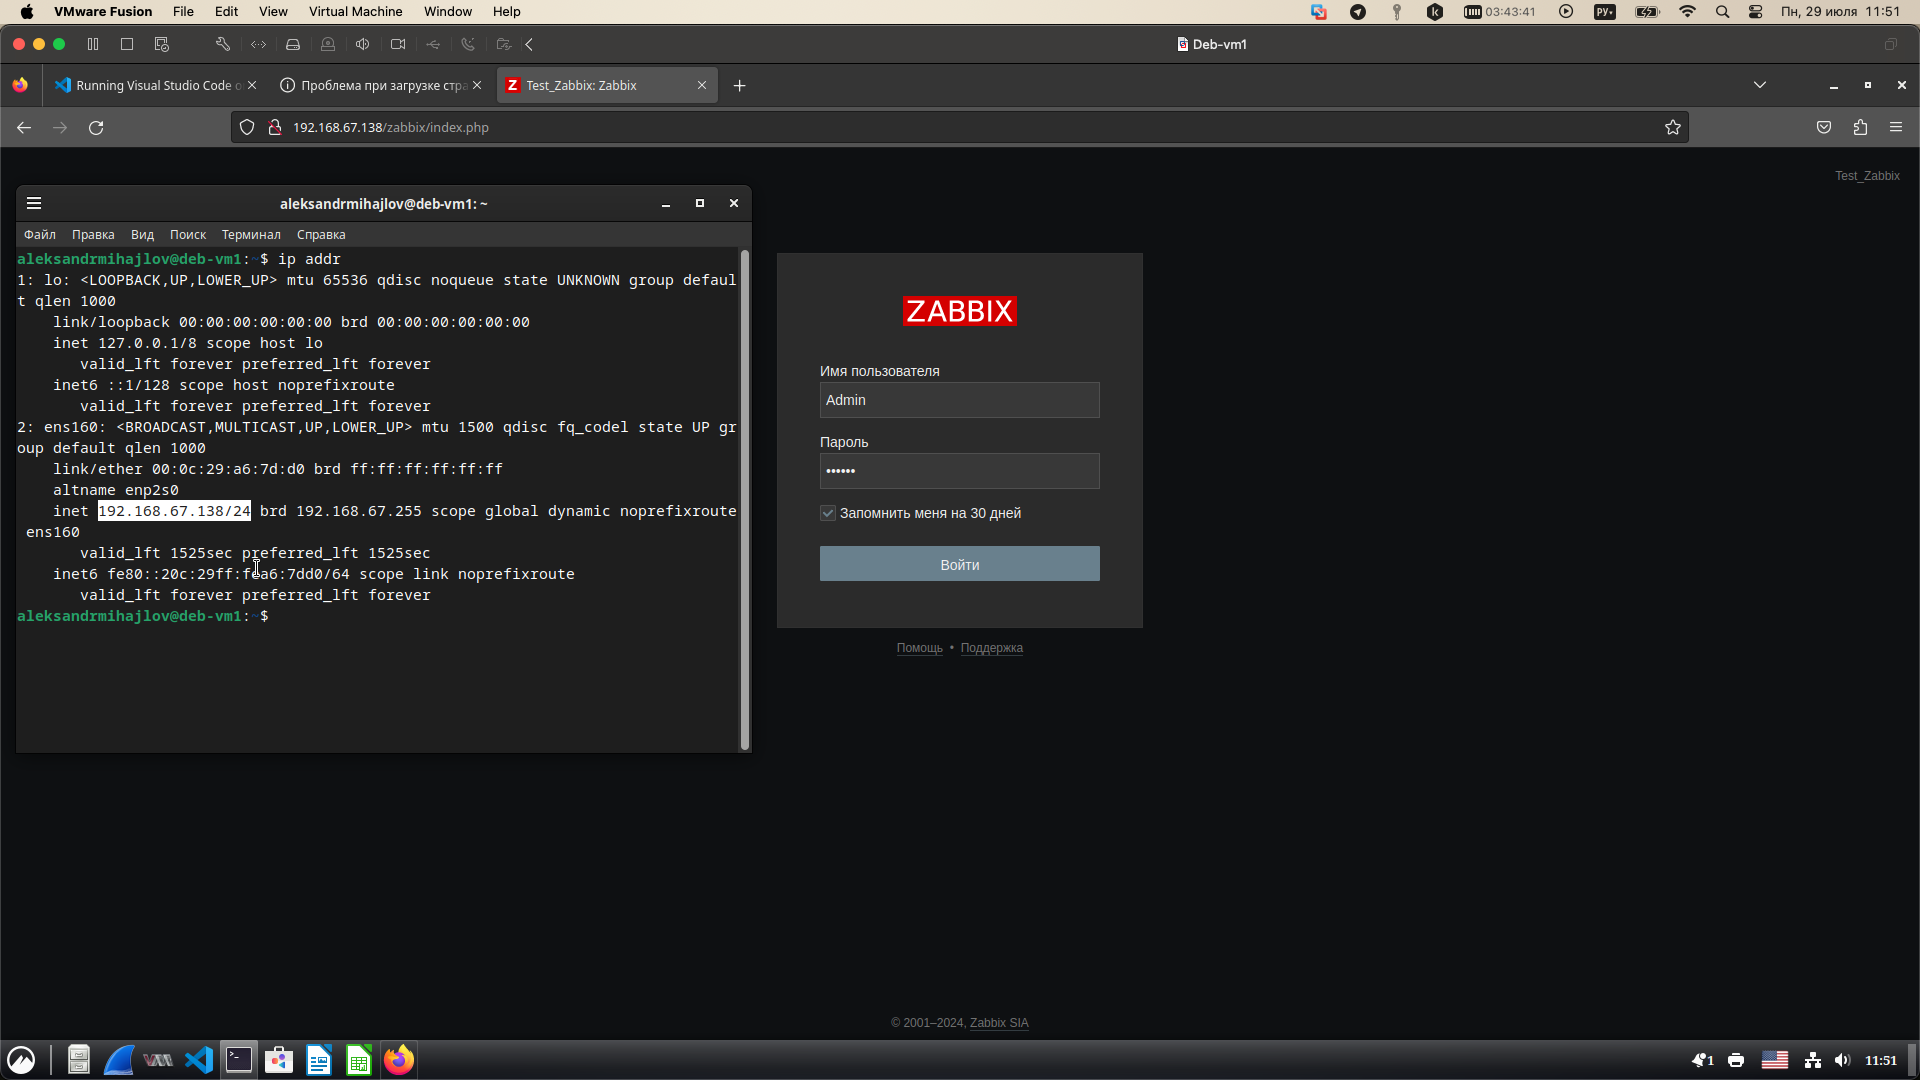 VMware Fusion File Edit View Virtual Machine Window Help 03:43:41 РУ Пн, 29 июля 11:51
Deb-vm1
Running Visual Studio Code o
Проблема при загрузке стра
Test_Zabbix: Zabbix
192.168.67.138/zabbix/index.php
Test_Zabbix
aleksandrmihajlov@deb-vm1: ~
Файл Правка Вид Поиск Терминал Справка
aleksandrmihajlov@deb-vm1:~$ ip addr
1: lo: <LOOPBACK,UP,LOWER_UP> mtu 65536 qdisc noqueue state UNKNOWN group defaul
t qlen 1000
link/loopback 00:00:00:00:00:00 brd 00:00:00:00:00:00
inet 127.0.0.1/8 scope host lo
valid_lft forever preferred_lft forever
inet6 ::1/128 scope host noprefixroute
valid_lft forever preferred_lft forever
2: ens160: <BROADCAST,MULTICAST,UP,LOWER_UP> mtu 1500 qdisc fq_codel state UP gr
oup default qlen 1000
link/ether 00:0c:29:a6:7d:d0 brd ff:ff:ff:ff:ff:ff
altname enp2s0
inet 192.168.67.138/24 brd 192.168.67.255 scope global dynamic noprefixroute
ens160
valid_lft 1525sec preferred_lft 1525sec
inet6 fe80::20c:29ff:fea6:7dd0/64 scope link noprefixroute
valid_lft forever preferred_lft forever
aleksandrmihajlov@deb-vm1:~$
ZABBIX
Имя пользователя
Admin
Пароль
••••••
Запомнить меня на 30 дней
Войти
Помощь • Поддержка
© 2001–2024, Zabbix SIA
1 11:51